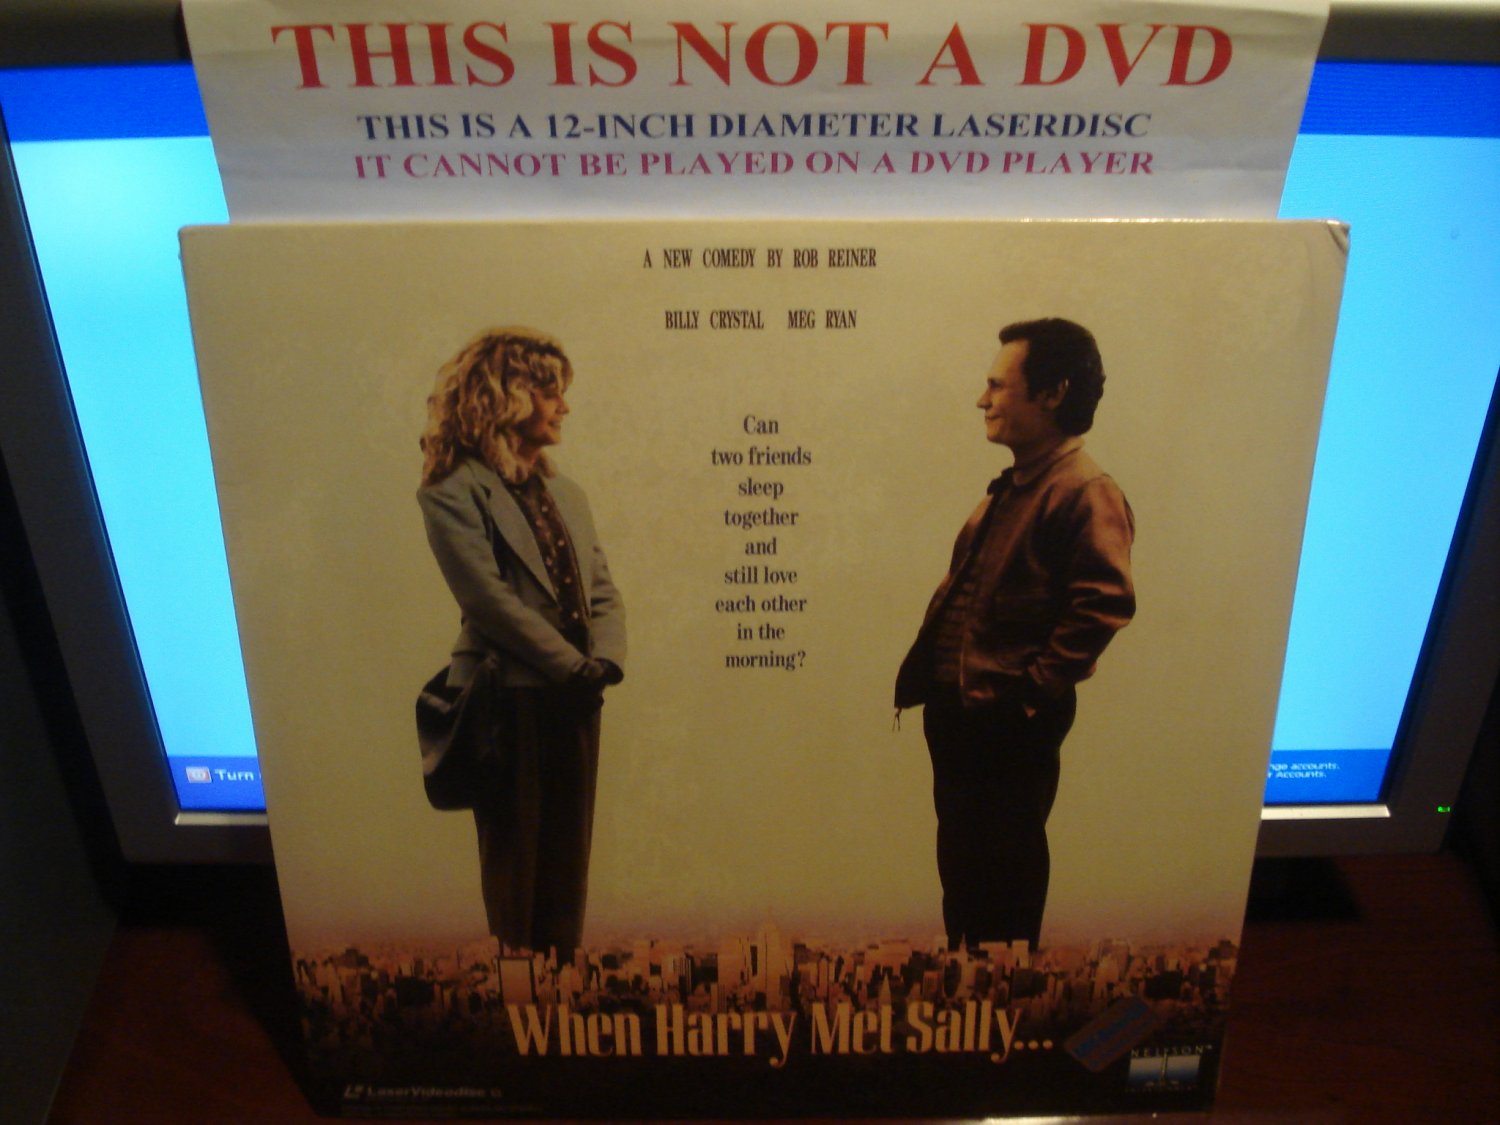 THIS IS NOT A DVD
THIS IS A 12-INCH DIAMETER LASERDISC
IT CANNOT BE PLAYED ON A DVD PLAYER
A NEW COMEDY BY ROB REINER
BILLY CRYSTAL MEG RYAN
Can
two friends
sleep
together
and
still love
each other
in the
morning?
Turn
accounts.
Accounts.
When Harry Met Sally...
NELSON
LaserVideodisc